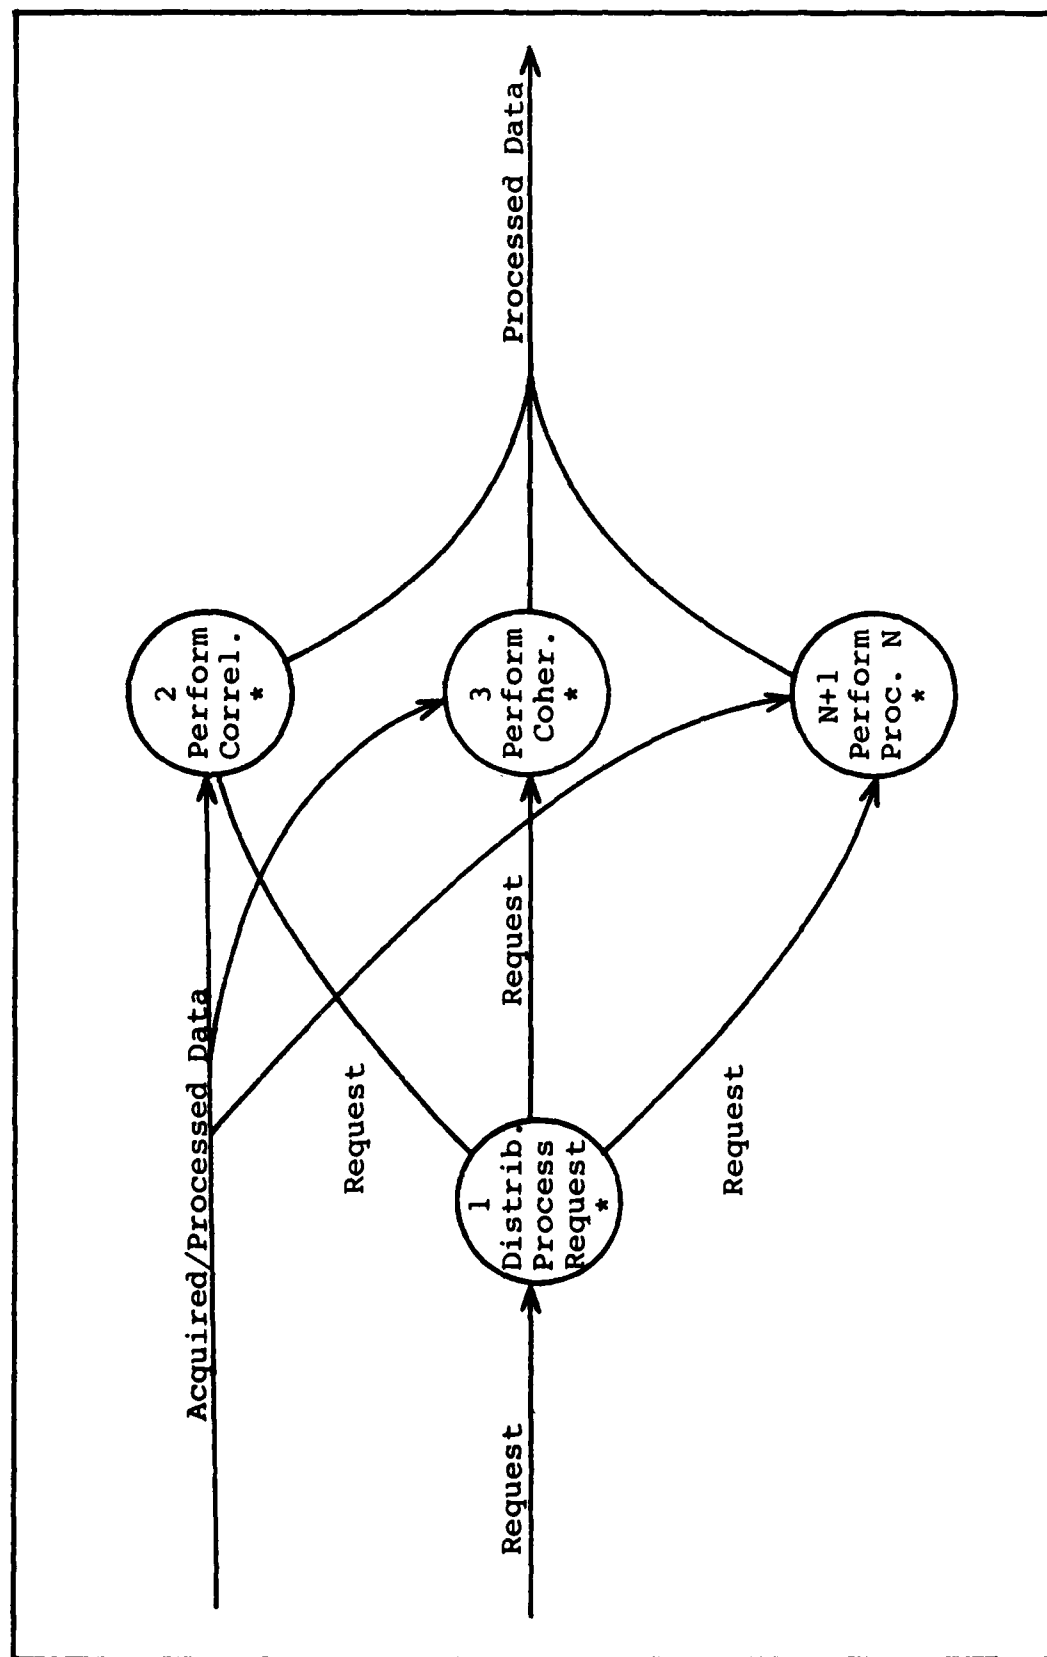 Acquired/Processed Data
2
Perform
Correl.
*
Request
Request
1
Distrib.
Process
Request
*
Request
3
Perform
Coher.
*
Processed Data
Request
N+1
Perform
Proc. N
*